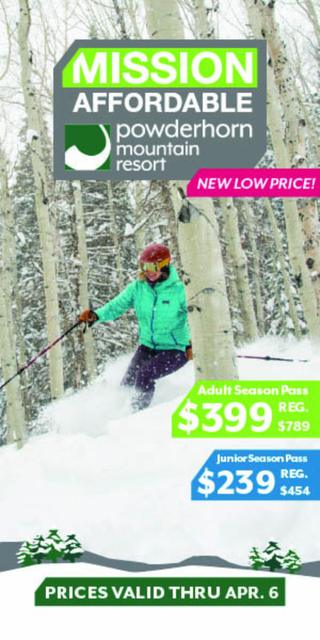 MISSION
AFFORDABLE
powderhorn
mountain
resort
NEW LOW PRICE!
Adult Season Pass
$399 REG.
$789
Junior Season Pass
$239 REG.
$454
PRICES VALID THRU APR. 6